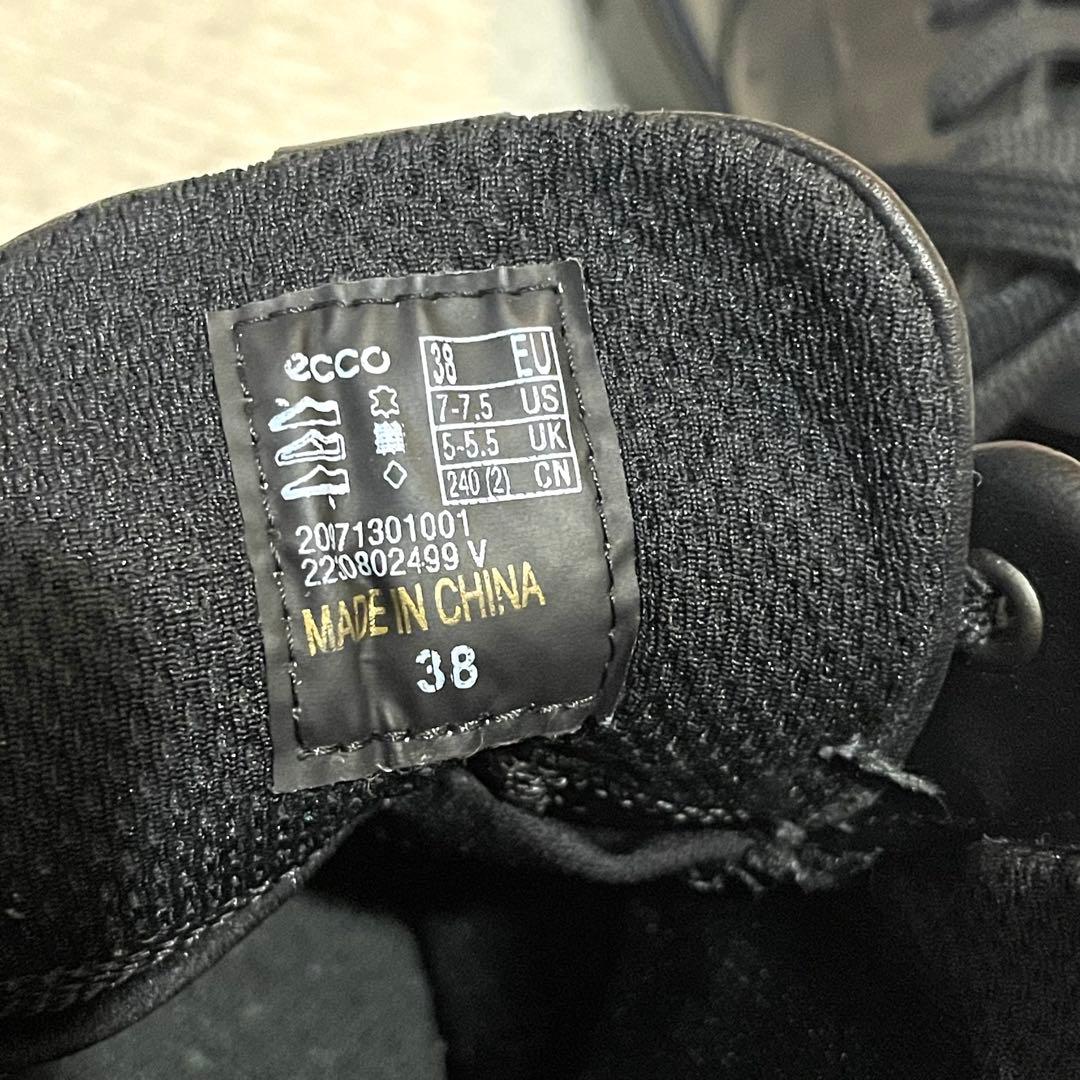 ecco
38 EU
7-7.5 US
5-5.5 UK
240 (2) CN
2071301001
220802499 V
MADE IN CHINA
38